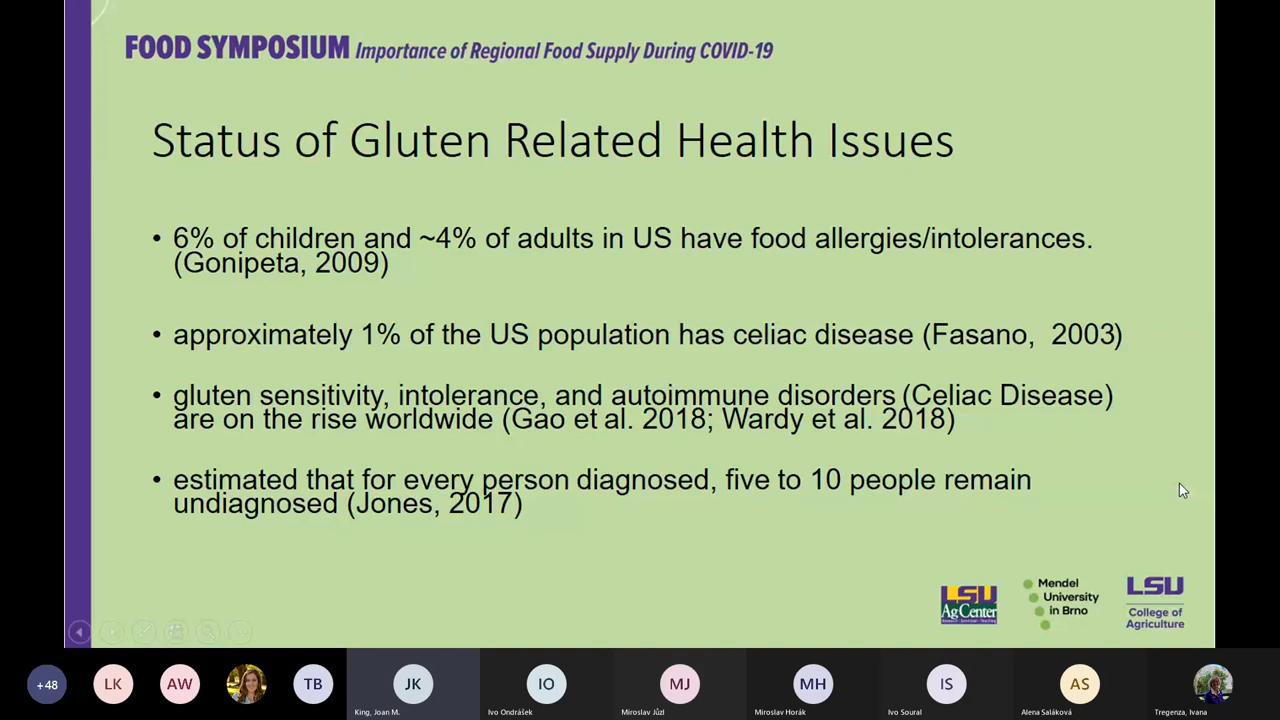 FOOD SYMPOSIUM Importance of Regional Food Supply During COVID-19
Status of Gluten Related Health Issues
• 6% of children and ~4% of adults in US have food allergies/intolerances.
(Gonipeta, 2009)
• approximately 1% of the US population has celiac disease (Fasano, 2003)
• gluten sensitivity, intolerance, and autoimmune disorders (Celiac Disease)
are on the rise worldwide (Gao et al. 2018; Wardy et al. 2018)
• estimated that for every person diagnosed, five to 10 people remain
undiagnosed (Jones, 2017)
LSU
AgCenter
Mendel
University
in Brno
LSU
College of
Agriculture
+48
LK
AW
TB
JK
IO
MJ
MH
IS
AS
King, Joan M.
Ivo Ondrášek
Miroslav Jůzl
Miroslav Horák
Ivo Soural
Alena Saláková
Tregenza, Ivana